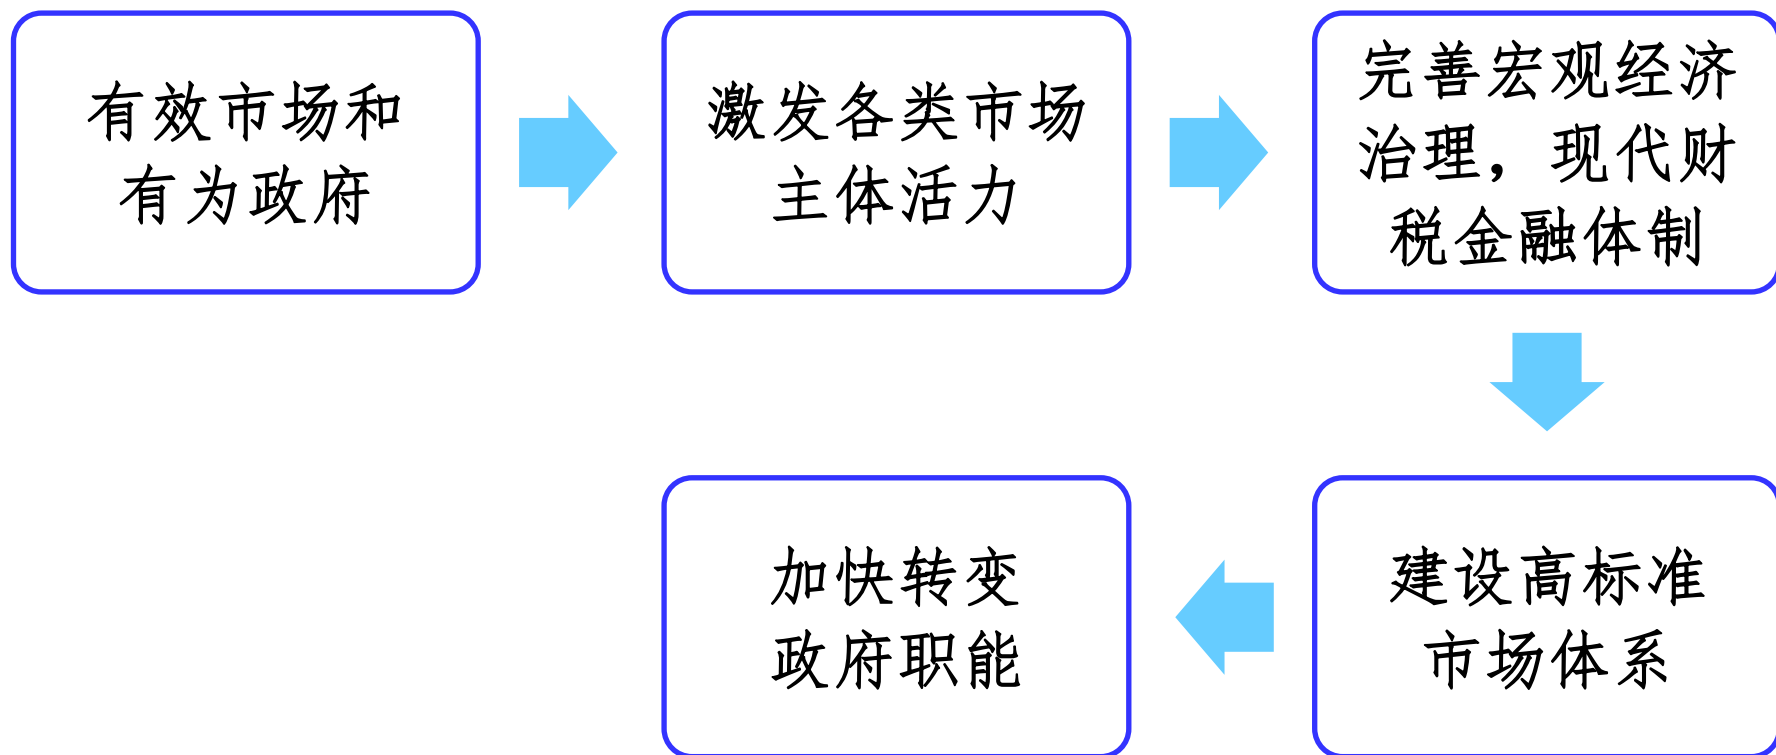 有效市场和
有为政府
激发各类市场
主体活力
完善宏观经济
治理，现代财
税金融体制
建设高标准
市场体系
加快转变
政府职能